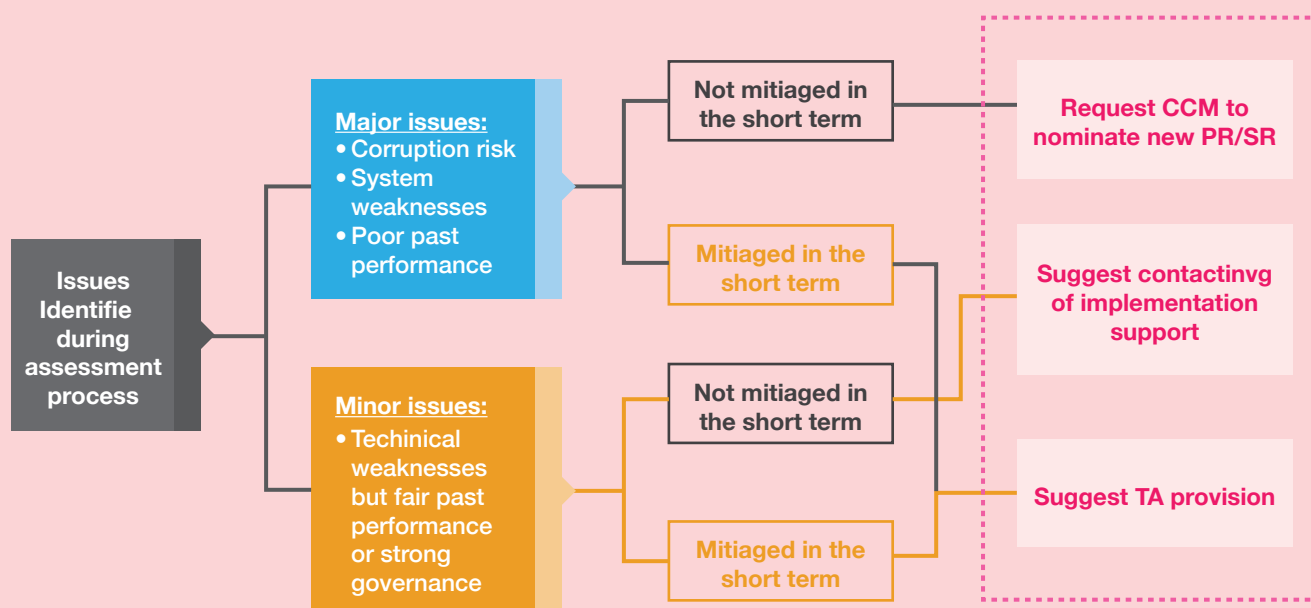 Issues
Identifie
during
assessment
process
Major issues:
• Corruption risk
• System
weaknesses
• Poor past
performance
Minor issues:
• Techinical
weaknesses
but fair past
performance
or strong
governance
Not mitiaged in
the short term
Mitiaged in the
short term
Not mitiaged in
the short term
Mitiaged in the
short term
Request CCM to
nominate new PR/SR
Suggest contactinvg
of implementation
support
Suggest TA provision